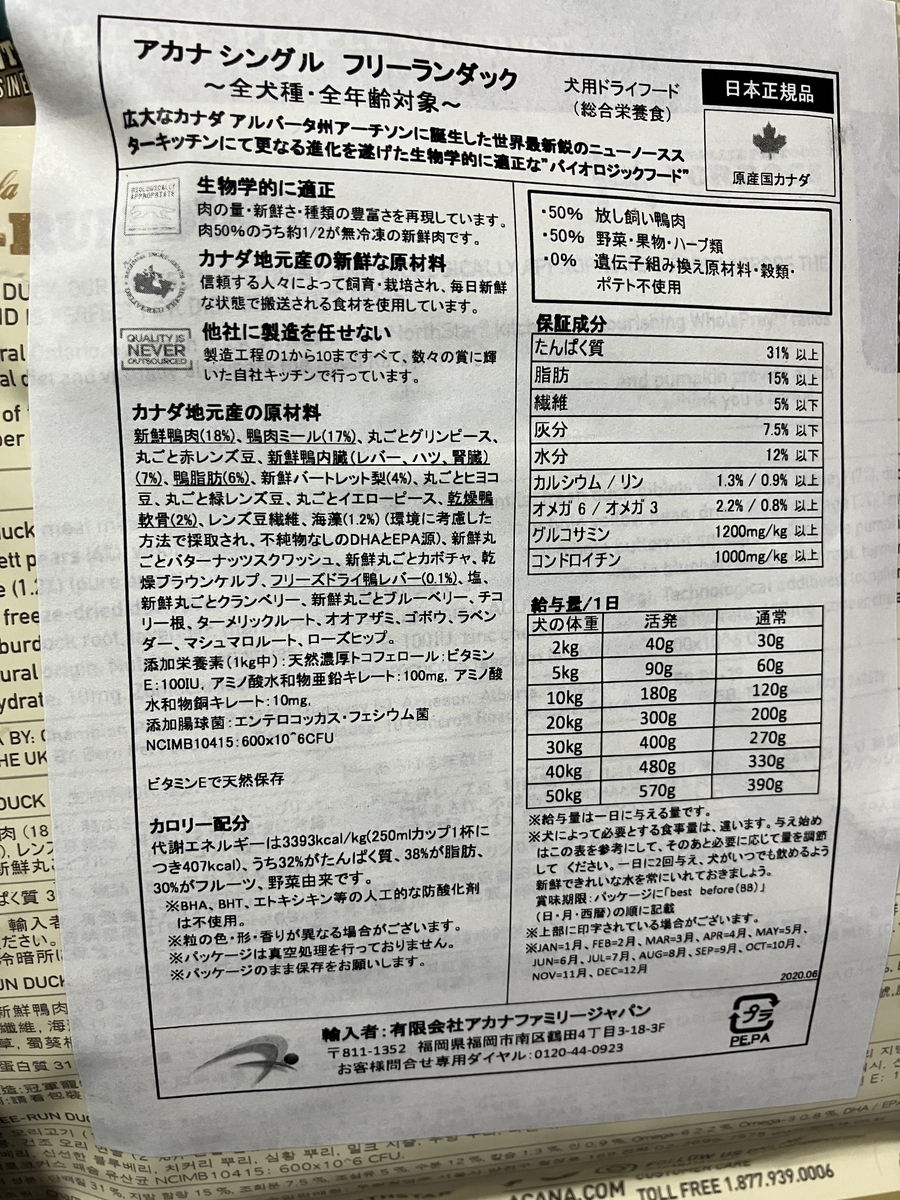 アカナ シングル フリーランダック
～全犬種・全年齢対象～
犬用ドライフード
（総合栄養食）
日本正規品
原産国カナダ
広大なカナダ アルバータ州アーチソンに誕生した世界最新鋭のニューノースス
ターキッチンにて更なる進化を遂げた生物学的に適正な"バイオロジックフード"
BIOLOGICALLY
APPROPRIATE
生物学的に適正
肉の量・新鮮さ・種類の豊富さを再現しています。
肉50％のうち約1/2が無冷凍の新鮮肉です。
カナダ地元産の新鮮な原材料
信頼する人々によって飼育・栽培され、毎日新鮮
な状態で搬送される食材を使用しています。
QUALITY IS
NEVER
OUTSOURCED
他社に製造を任せない
製造工程の1から10まですべて、数々の賞に輝
いた自社キッチンで行っています。
カナダ地元産の原材料
新鮮鴨肉(18%)、鴨肉ミール(17%)、丸ごとグリンピース、
丸ごと赤レンズ豆、新鮮鴨内臓（レバー、ハツ、腎臓）
(7%)、鴨脂肪(6%)、新鮮バートレット梨(4%)、丸ごとヒヨコ
豆、丸ごと緑レンズ豆、丸ごとイエローピース、乾燥鴨
軟骨(2%)、レンズ豆繊維、海藻(1.2%) (環境に考慮した
方法で採取され、不純物なしのDHAとEPA源)、新鮮丸
ごとバターナッツスクワッシュ、新鮮丸ごとカボチャ、乾
燥ブラウンケルプ、フリーズドライ鴨レバー(0.1%)、塩、
新鮮丸ごとクランベリー、新鮮丸ごとブルーベリー、チコ
リー根、ターメリックルート、オオアザミ、ゴボウ、ラベン
ダー、マシュマロルート、ローズヒップ。
添加栄養素（1kg中）：天然濃厚トコフェロール：ビタミン
E：100IU, アミノ酸水和物亜鉛キレート：100mg, アミノ酸
水和物銅キレート：10mg,
添加腸球菌：エンテロコッカス・フェシウム菌
NCIMB10415：600x10^6CFU
ビタミンEで天然保存
カロリー配分
代謝エネルギーは3393kcal/kg(250mlカップ1杯に
つき407kcal)、うち32%がたんぱく質、38%が脂肪、
30%がフルーツ、野菜由来です。
※BHA、BHT、エトキシキン等の人工的な防酸化剤
は不使用。
※粒の色・形・香りが異なる場合がございます。
※パッケージは真空処理を行っておりません。
※パッケージのまま保存をお願いします。
・50% 放し飼い鴨肉
・50% 野菜・果物・ハーブ類
・0% 遺伝子組み換え原材料・穀類・
ポテト不使用
保証成分
たんぱく質 31% 以上
脂肪 15% 以上
繊維 5% 以下
灰分 7.5% 以下
水分 12% 以下
カルシウム / リン 1.3% / 0.9% 以上
オメガ 6 / オメガ 3 2.2% / 0.8% 以上
グルコサミン 1200mg/kg 以上
コンドロイチン 1000mg/kg 以上
給与量/1日
犬の体重 活発 通常
2kg 40g 30g
5kg 90g 60g
10kg 180g 120g
20kg 300g 200g
30kg 400g 270g
40kg 480g 330g
50kg 570g 390g
※給与量は一日に与える量です。
※犬によって必要とする食事量は、違います。与え始め
はこの表を参考にして、そのあと必要に応じて量を調節
して ください。一日に2回与え、犬がいつでも飲めるよう
新鮮できれいな水を常にいれておきましょう。
賞味期限：パッケージに「best before(BB)」
（日・月・西暦）の順に記載
※上部に印字されている場合がございます。
※JAN=1月、FEB=2月、MAR=3月、APR=4月、MAY=5月、
JUN=6月、JUL=7月、AUG=8月、SEP=9月、OCT=10月、
NOV=11月、DEC=12月
2020.06
輸入者：有限会社アカナファミリージャパン
〒811-1352 福岡県福岡市南区鶴田4丁目3-18-3F
お客様問合せ専用ダイヤル：0120-44-0923
プラ
PE,PA
NCIMB10415: 600x10^6 CFU.
ACANA.COM
CUSTOMER CARE
TOLL FREE 1.877.939.0006